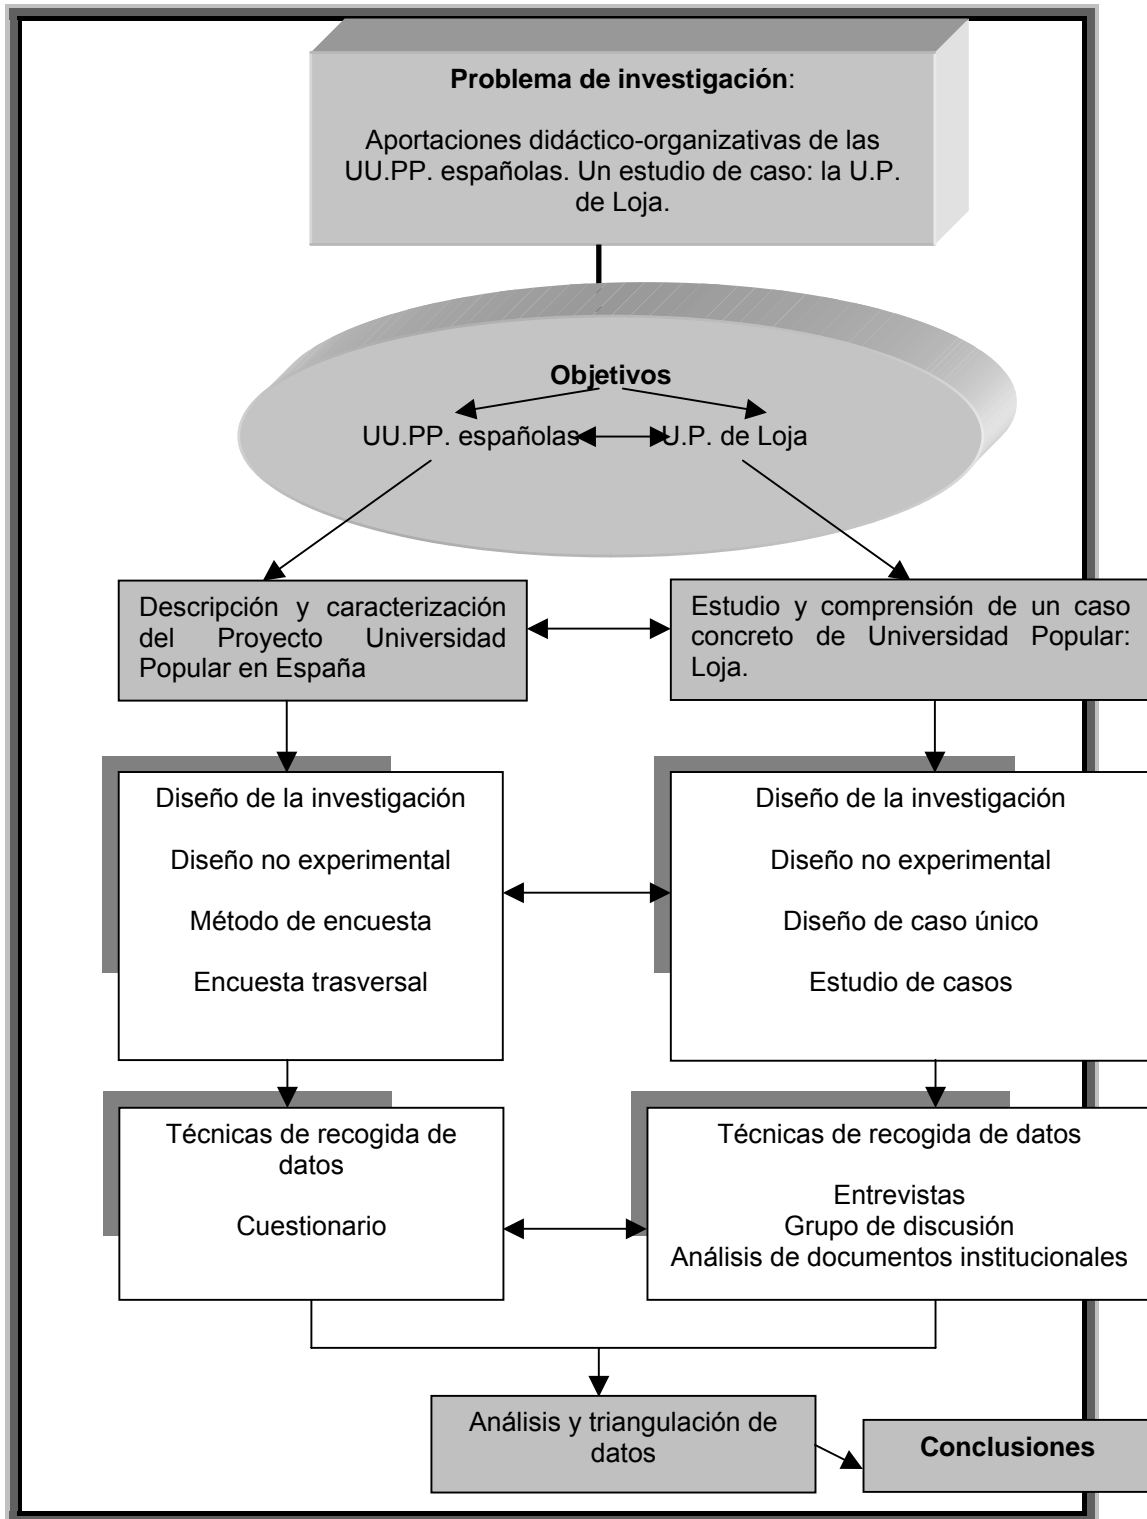 Problema de investigación:
Aportaciones didáctico-organizativas de las
UU.PP. españolas. Un estudio de caso: la U.P.
de Loja.
Objetivos
UU.PP. españolas
U.P. de Loja
Descripción y caracterización
del Proyecto Universidad
Popular en España
Estudio y comprensión de un caso
concreto de Universidad Popular:
Loja.
Diseño de la investigación
Diseño no experimental
Método de encuesta
Encuesta trasversal
Diseño de la investigación
Diseño no experimental
Diseño de caso único
Estudio de casos
Técnicas de recogida de
datos
Cuestionario
Técnicas de recogida de datos
Entrevistas
Grupo de discusión
Análisis de documentos institucionales
Análisis y triangulación de
datos
Conclusiones